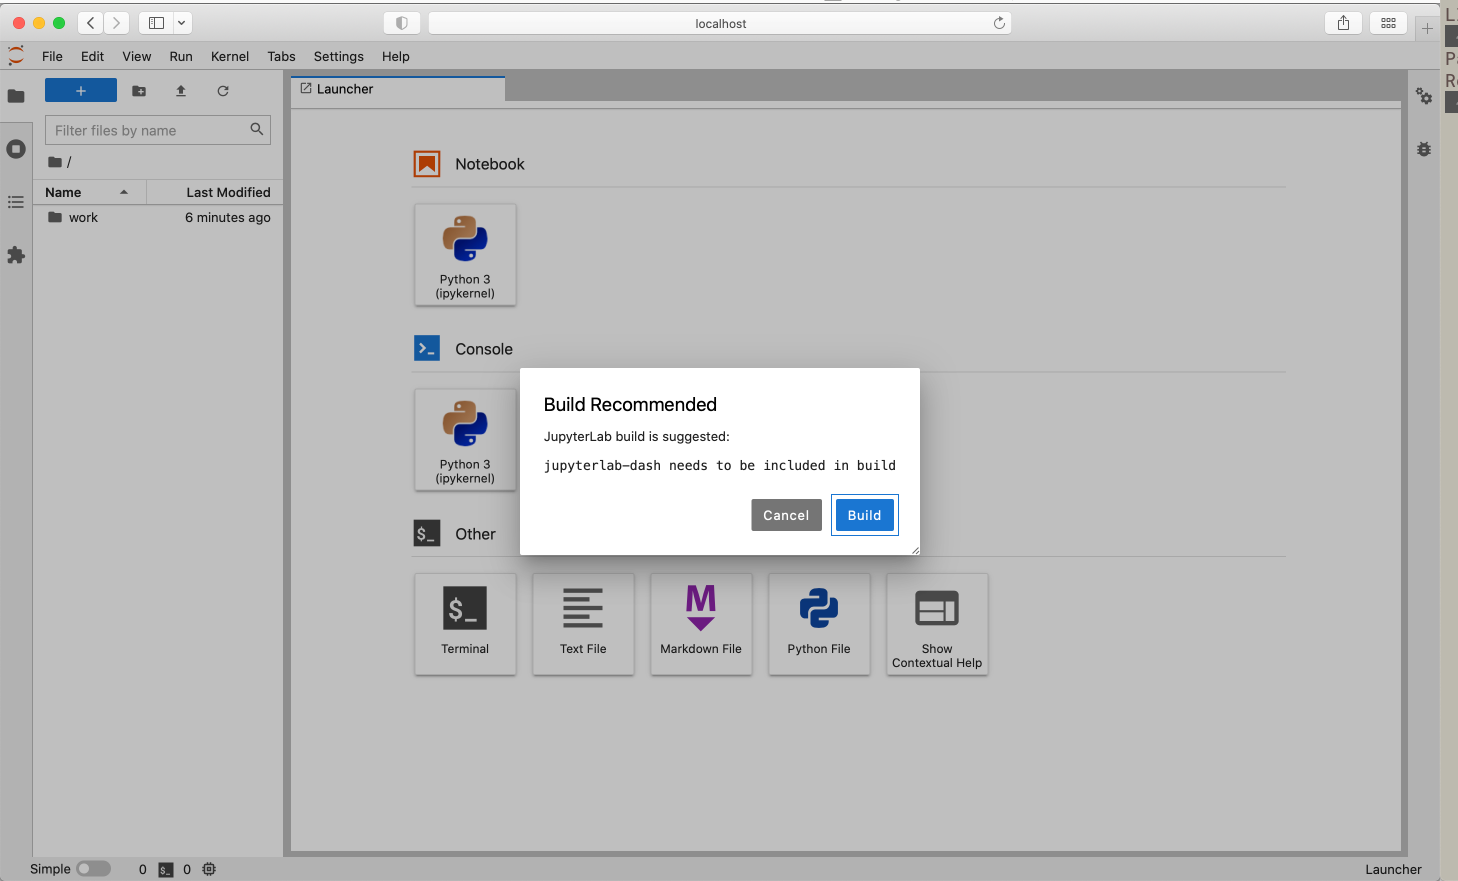 localhost
File Edit View Run Kernel Tabs Settings Help
+
Launcher
Filter files by name
/
Name Last Modified
work 6 minutes ago
Notebook
Python 3
(ipykernel)
Console
Python 3
(ipykernel)
Build Recommended
JupyterLab build is suggested:
jupyterlab-dash needs to be included in build
Cancel Build
$_ Other
$_
Terminal
Text File
M
Markdown File
Python File
Show
Contextual Help
Simple 0 $_ 0
Launcher